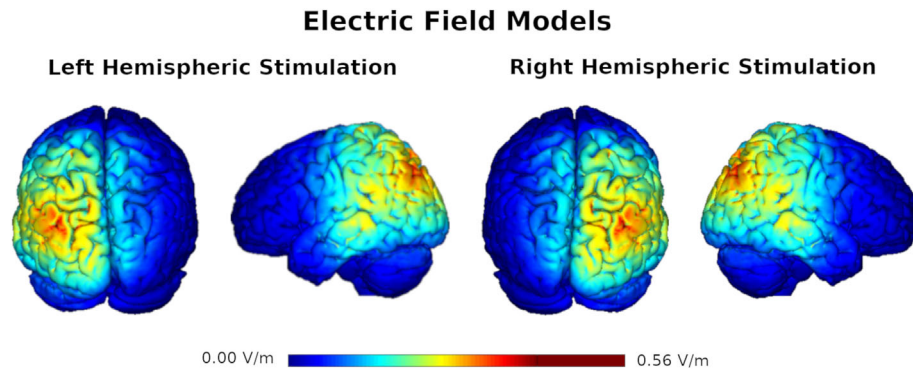 Electric Field Models
Left Hemispheric Stimulation
Right Hemispheric Stimulation
0.00 V/m
0.56 V/m